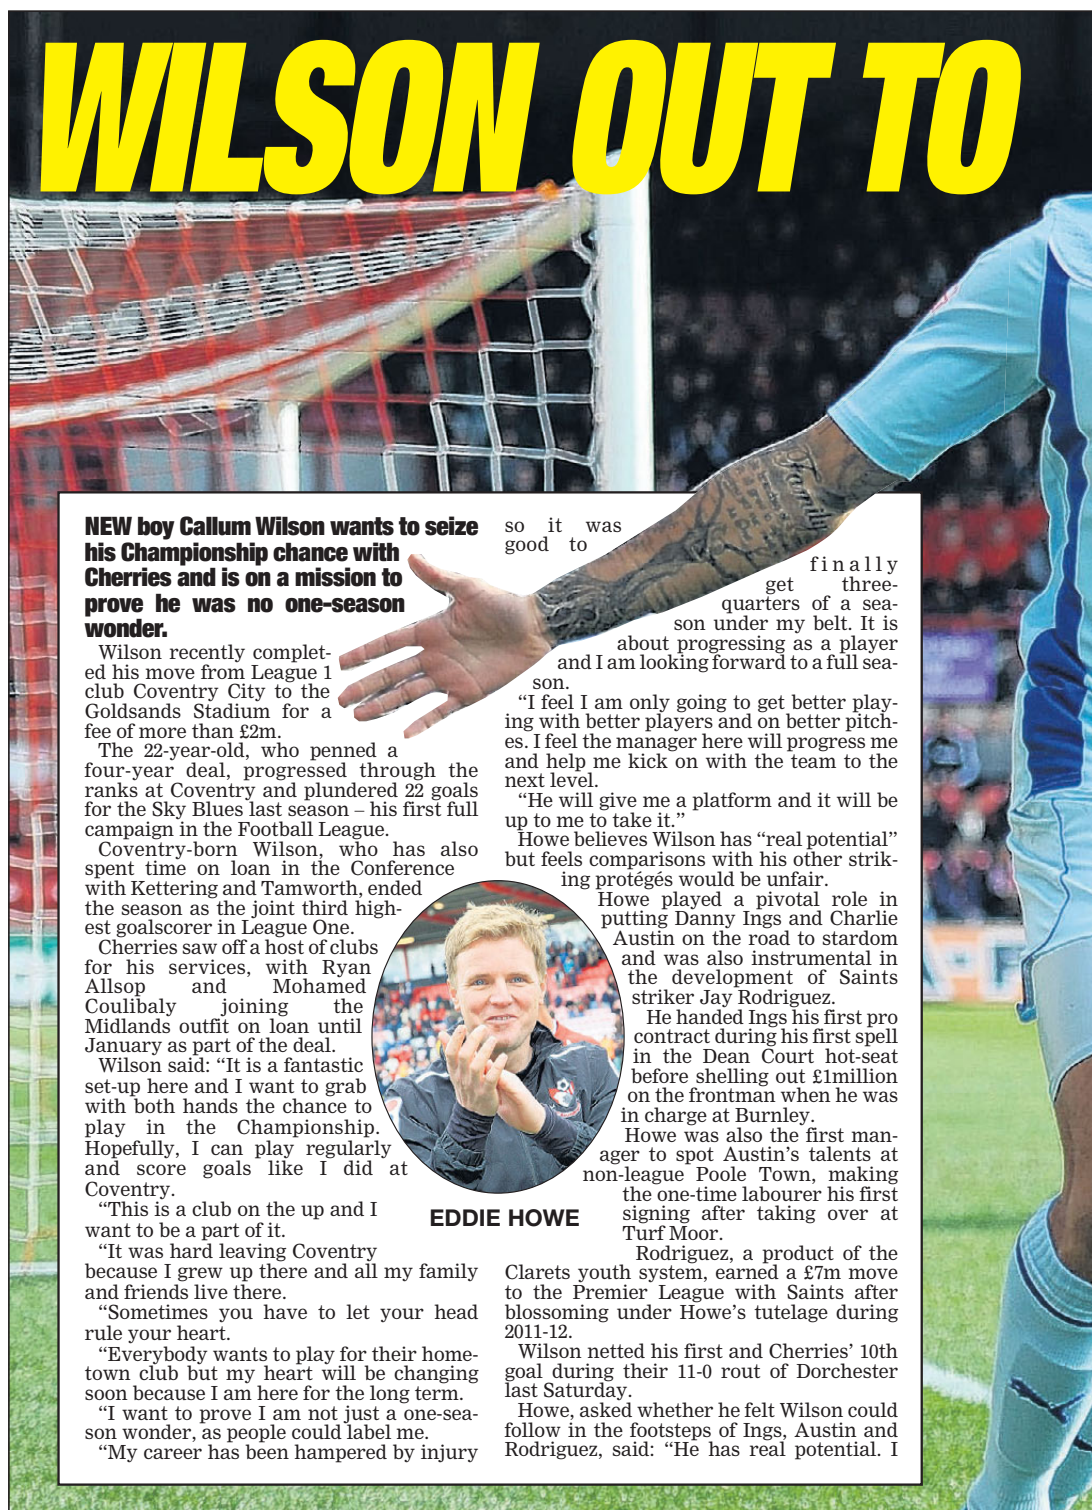 WILSON OUT TO
NEW boy Callum Wilson wants to seize
his Championship chance with
Cherries and is on a mission to
prove he was no one-season
wonder.
Wilson recently complet-
ed his move from League 1
club Coventry City to the
Goldsands Stadium for a
fee of more than £2m.
The 22-year-old, who penned a
four-year deal, progressed through the
ranks at Coventry and plundered 22 goals
for the Sky Blues last season – his first full
campaign in the Football League.
Coventry-born Wilson, who has also
spent time on loan in the Conference
with Kettering and Tamworth, ended
the season as the joint third high-
est goalscorer in League One.
Cherries saw off a host of clubs
for his services, with Ryan
Allsop and Mohamed
Coulibaly joining the
Midlands outfit on loan until
January as part of the deal.
Wilson said: “It is a fantastic
set-up here and I want to grab
with both hands the chance to
play in the Championship.
Hopefully, I can play regularly
and score goals like I did at
Coventry.
“This is a club on the up and I
want to be a part of it.
“It was hard leaving Coventry
because I grew up there and all my family
and friends live there.
“Sometimes you have to let your head
rule your heart.
“Everybody wants to play for their home-
town club but my heart will be changing
soon because I am here for the long term.
“I want to prove I am not just a one-sea-
son wonder, as people could label me.
“My career has been hampered by injury
so it was
good to
finally
get three-
quarters of a sea-
son under my belt. It is
about progressing as a player
and I am looking forward to a full sea-
son.
“I feel I am only going to get better play-
ing with better players and on better pitch-
es. I feel the manager here will progress me
and help me kick on with the team to the
next level.
“He will give me a platform and it will be
up to me to take it.”
Howe believes Wilson has “real potential”
but feels comparisons with his other strik-
ing protégés would be unfair.
Howe played a pivotal role in
putting Danny Ings and Charlie
Austin on the road to stardom
and was also instrumental in
the development of Saints
striker Jay Rodriguez.
He handed Ings his first pro
contract during his first spell
in the Dean Court hot-seat
before shelling out £1million
on the frontman when he was
in charge at Burnley.
Howe was also the first man-
ager to spot Austin’s talents at
non-league Poole Town, making
the one-time labourer his first
signing after taking over at
Turf Moor.
Rodriguez, a product of the
Clarets youth system, earned a £7m move
to the Premier League with Saints after
blossoming under Howe’s tutelage during
2011-12.
Wilson netted his first and Cherries’ 10th
goal during their 11-0 rout of Dorchester
last Saturday.
Howe, asked whether he felt Wilson could
follow in the footsteps of Ings, Austin and
Rodriguez, said: “He has real potential. I
EDDIE HOWE
Family